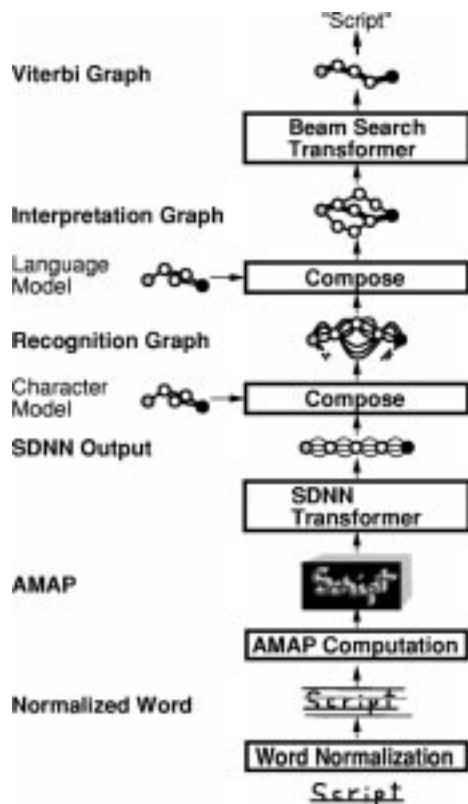 "Script"
Viterbi Graph
Beam Search
Transformer
Interpretation Graph
Language
Model
Compose
Recognition Graph
Character
Model
Compose
SDNN Output
SDNN
Transformer
AMAP
Script
AMAP Computation
Normalized Word
Script
Word Normalization
Script